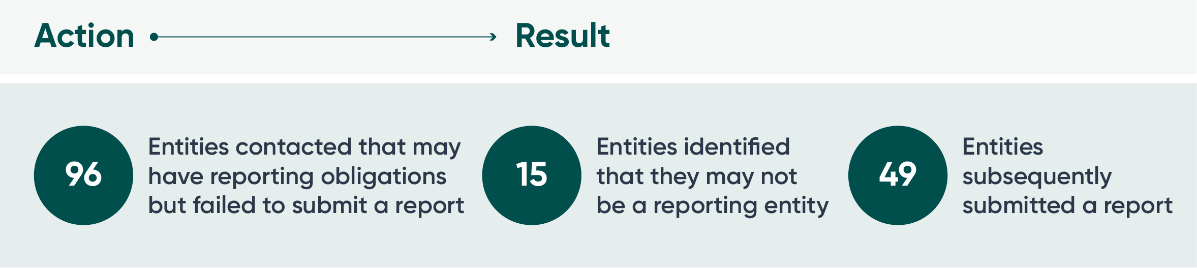 Action Result
96
Entities contacted that may
have reporting obligations
but failed to submit a report
15
Entities identified
that they may not
be a reporting entity
49
Entities
subsequently
submitted a report